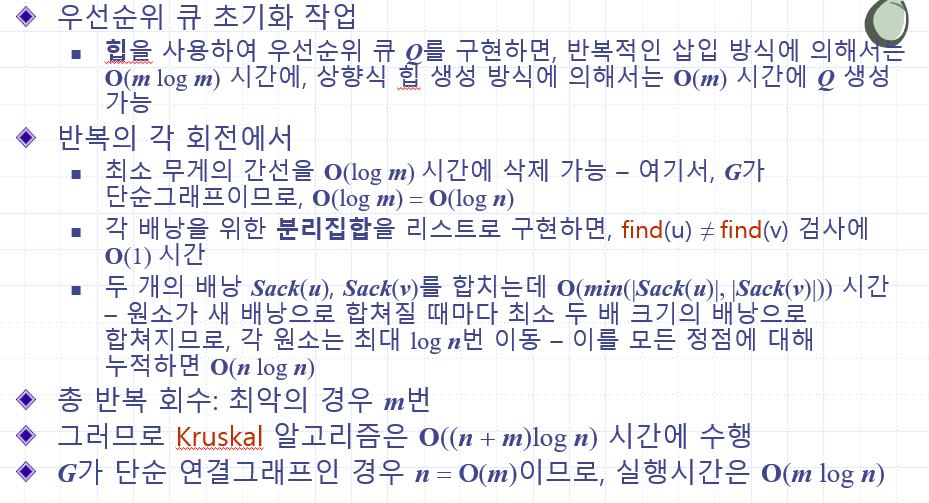 우선순위 큐 초기화 작업
힙을 사용하여 우선순위 큐 Q를 구현하면, 반복적인 삽입 방식에 의해서는
O(m log m) 시간에, 상향식 힙 생성 방식에 의해서는 O(m) 시간에 Q 생성
가능
반복의 각 회전에서
최소 무게의 간선을 O(log m) 시간에 삭제 가능 – 여기서, G가
단순그래프이므로, O(log m) = O(log n)
각 배낭을 위한 분리집합을 리스트로 구현하면, find(u) ≠ find(v) 검사에
O(1) 시간
두 개의 배낭 Sack(u), Sack(v)를 합치는데 O(min(|Sack(u)|, |Sack(v)|)) 시간
– 원소가 새 배낭으로 합쳐질 때마다 최소 두 배 크기의 배낭으로
합쳐지므로, 각 원소는 최대 log n번 이동 – 이를 모든 정점에 대해
누적하면 O(n log n)
총 반복 회수: 최악의 경우 m번
그러므로 Kruskal 알고리즘은 O((n + m)log n) 시간에 수행
G가 단순 연결그래프인 경우 n = O(m)이므로, 실행시간은 O(m log n)